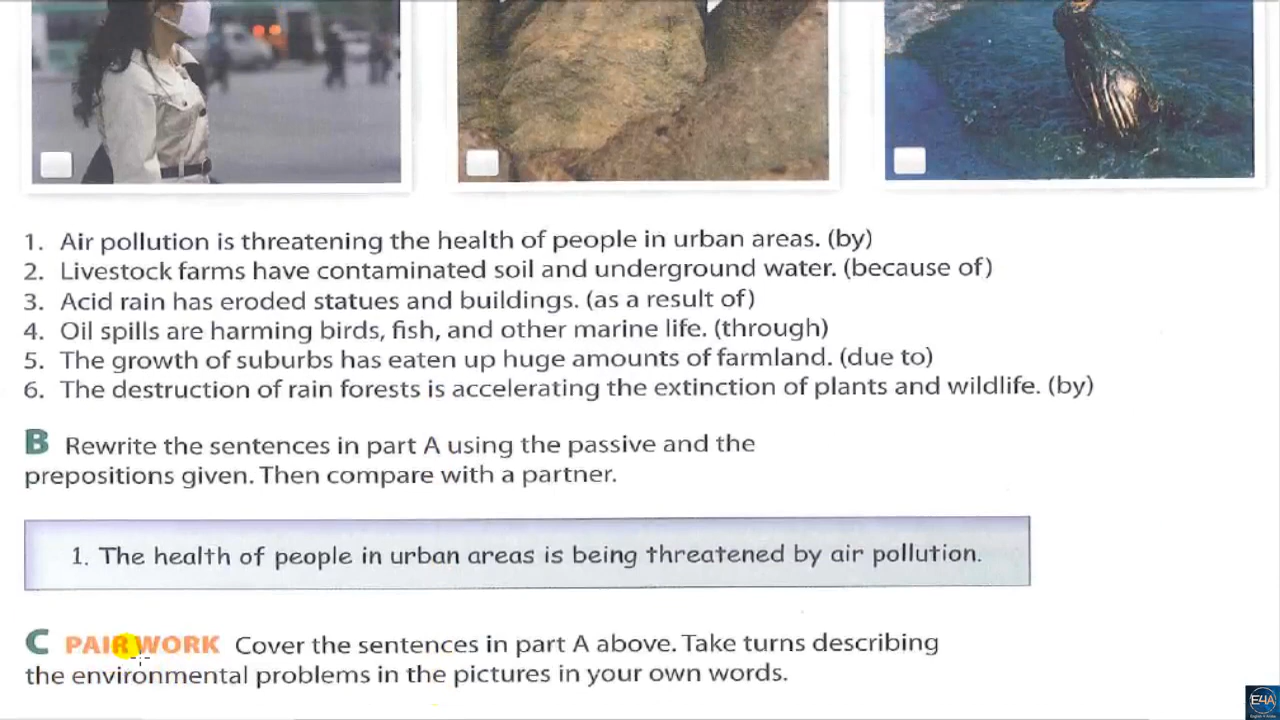 1. Air pollution is threatening the health of people in urban areas. (by)
2. Livestock farms have contaminated soil and underground water. (because of)
3. Acid rain has eroded statues and buildings. (as a result of)
4. Oil spills are harming birds, fish, and other marine life. (through)
5. The growth of suburbs has eaten up huge amounts of farmland. (due to)
6. The destruction of rain forests is accelerating the extinction of plants and wildlife. (by)
B Rewrite the sentences in part A using the passive and the
prepositions given. Then compare with a partner.
1. The health of people in urban areas is being threatened by air pollution.
C PAIR WORK Cover the sentences in part A above. Take turns describing
the environmental problems in the pictures in your own words.
E4A